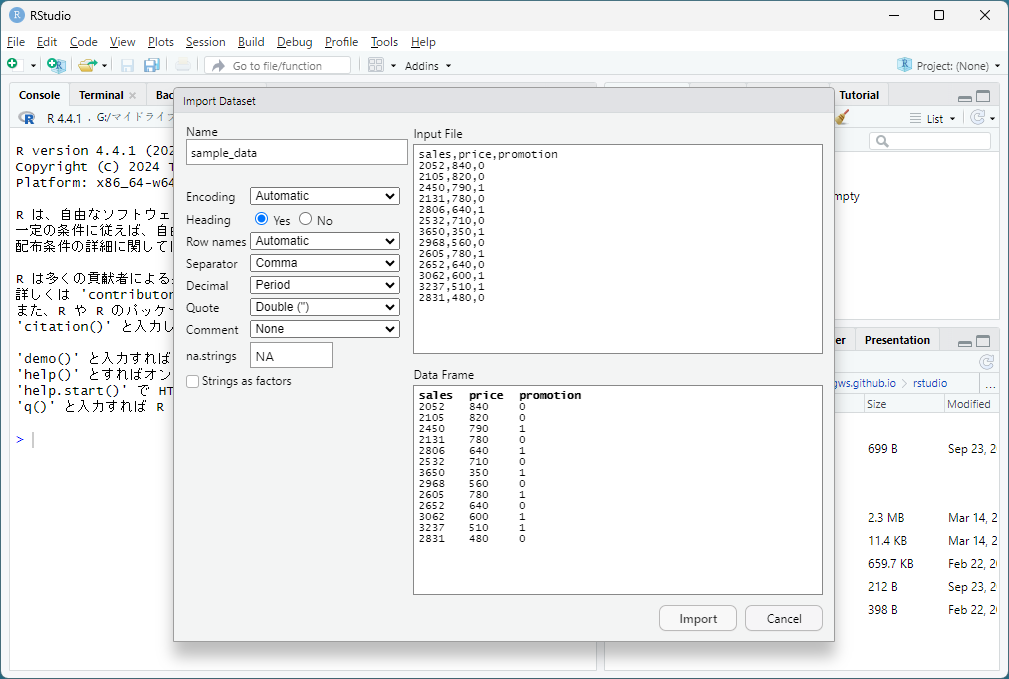 RStudio
File Edit Code View Plots Session Build Debug Profile Tools Help
Go to file/function
Addins
Project: (None)
Console Terminal
Tutorial
R 4.4.1 . G:/マイドライブ
List
R version 4.4.1
Copyright (C) 2024
Platform:
R は、自由なソフトウェ
一定の条件に従えば、自由
配布条件の詳細に関しては
R は多くの貢献者による
詳しくは 'contributor
また、R や R のパッケー
'citation()' と入力し
'demo()' と入力すれば
'help()' とすればオン
'help.start()' で HT
'q()' と入力すれば R
>
Import Dataset
Name
sample_data
Encoding Automatic
Heading Yes No
Row names Automatic
Separator Comma
Decimal Period
Quote Double (")
Comment None
na.strings NA
Strings as factors
Input File
sales,price,promotion
2052,840,0
2105,820,0
2450,790,1
2131,780,0
2806,640,1
2532,710,0
3650,350,1
2968,560,0
2605,780,1
2652,640,0
3062,600,1
3237,510,1
2831,480,0
Data Frame
sales price promotion
2052 840 0
2105 820 0
2450 790 1
2131 780 0
2806 640 1
2532 710 0
3650 350 1
2968 560 0
2605 780 1
2652 640 0
3062 600 1
3237 510 1
2831 480 0
Import Cancel
mpty
er Presentation
gws.github.io rstudio ...
Size Modified
699 B Sep 23, 2
2.3 MB Mar 14, 2
11.4 KB Mar 14, 2
659.7 KB Feb 22, 2
212 B Sep 23, 2
398 B Feb 22, 2